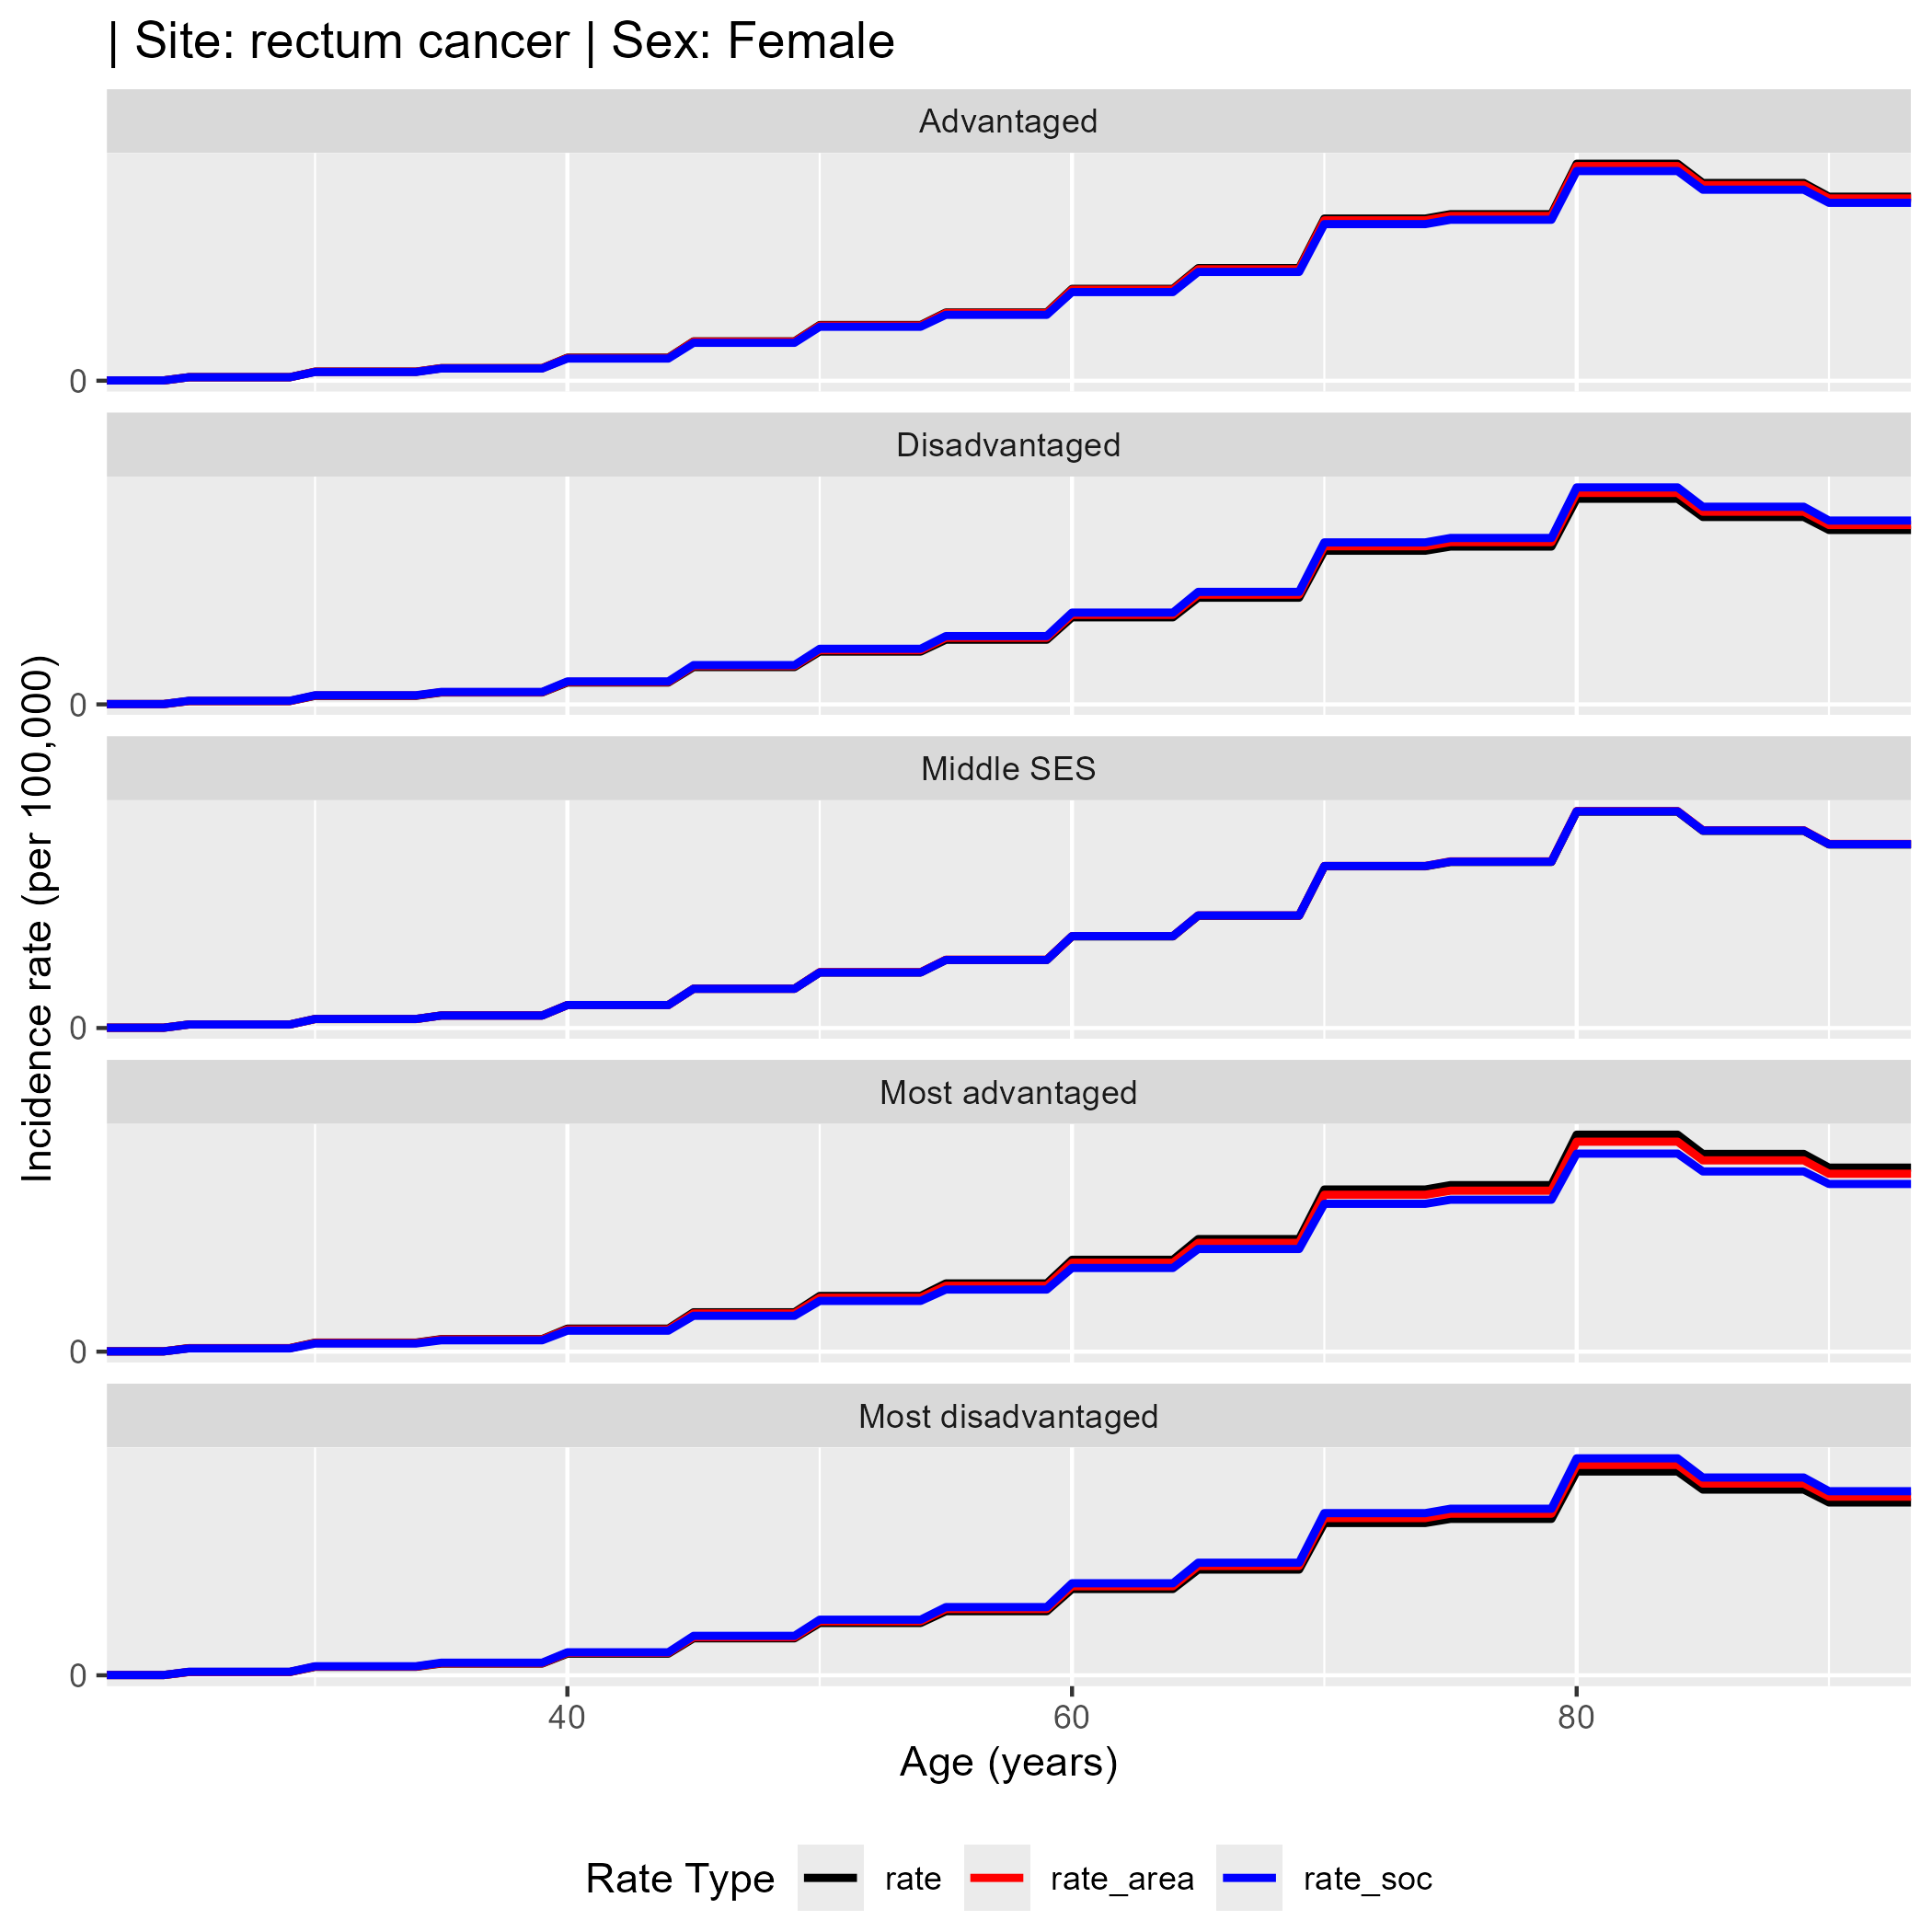 | Site: rectum cancer | Sex: Female
Advantaged
0
Disadvantaged
0
Middle SES
0
Most advantaged
0
Most disadvantaged
0
Incidence rate (per 100,000)
40 60 80
Age (years)
Rate Type rate rate_area rate_soc